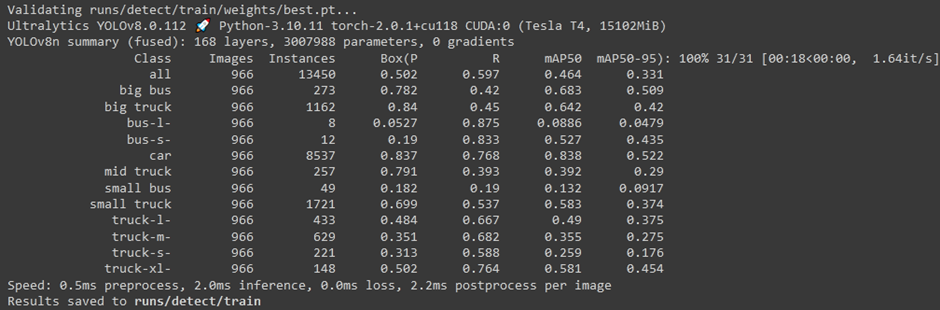 Validating runs/detect/train/weights/best.pt...
Ultralytics YOLOv8.0.112 🚀 Python-3.10.11 torch-2.0.1+cu118 CUDA:0 (Tesla T4, 15102MiB)
YOLOv8n summary (fused): 168 layers, 3007988 parameters, 0 gradients
Class Images Instances Box(P R mAP50 mAP50-95): 100% 31/31 [00:18<00:00, 1.64it/s]
all 966 13450 0.502 0.597 0.464 0.331
big bus 966 273 0.782 0.42 0.683 0.509
big truck 966 1162 0.84 0.45 0.642 0.42
bus-l- 966 8 0.0527 0.875 0.0886 0.0479
bus-s- 966 12 0.19 0.833 0.527 0.435
car 966 8537 0.837 0.768 0.838 0.522
mid truck 966 257 0.791 0.393 0.392 0.29
small bus 966 49 0.182 0.19 0.132 0.0917
small truck 966 1721 0.699 0.537 0.583 0.374
truck-l- 966 433 0.484 0.667 0.49 0.375
truck-m- 966 629 0.351 0.682 0.355 0.275
truck-s- 966 221 0.313 0.588 0.259 0.176
truck-xl- 966 148 0.502 0.764 0.581 0.454
Speed: 0.5ms preprocess, 2.0ms inference, 0.0ms loss, 2.2ms postprocess per image
Results saved to runs/detect/train